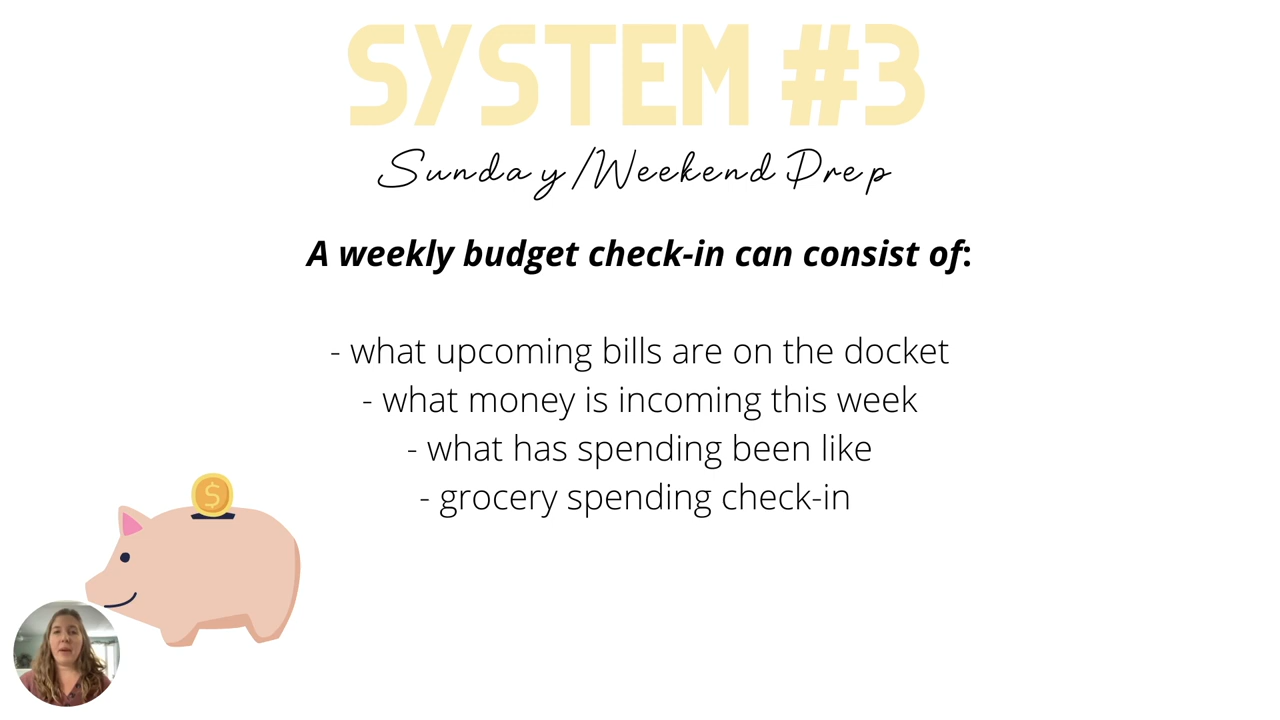 SYSTEM #3
Sunday/Weekend Prep
A weekly budget check-in can consist of:
- what upcoming bills are on the docket
- what money is incoming this week
- what has spending been like
- grocery spending check-in
$